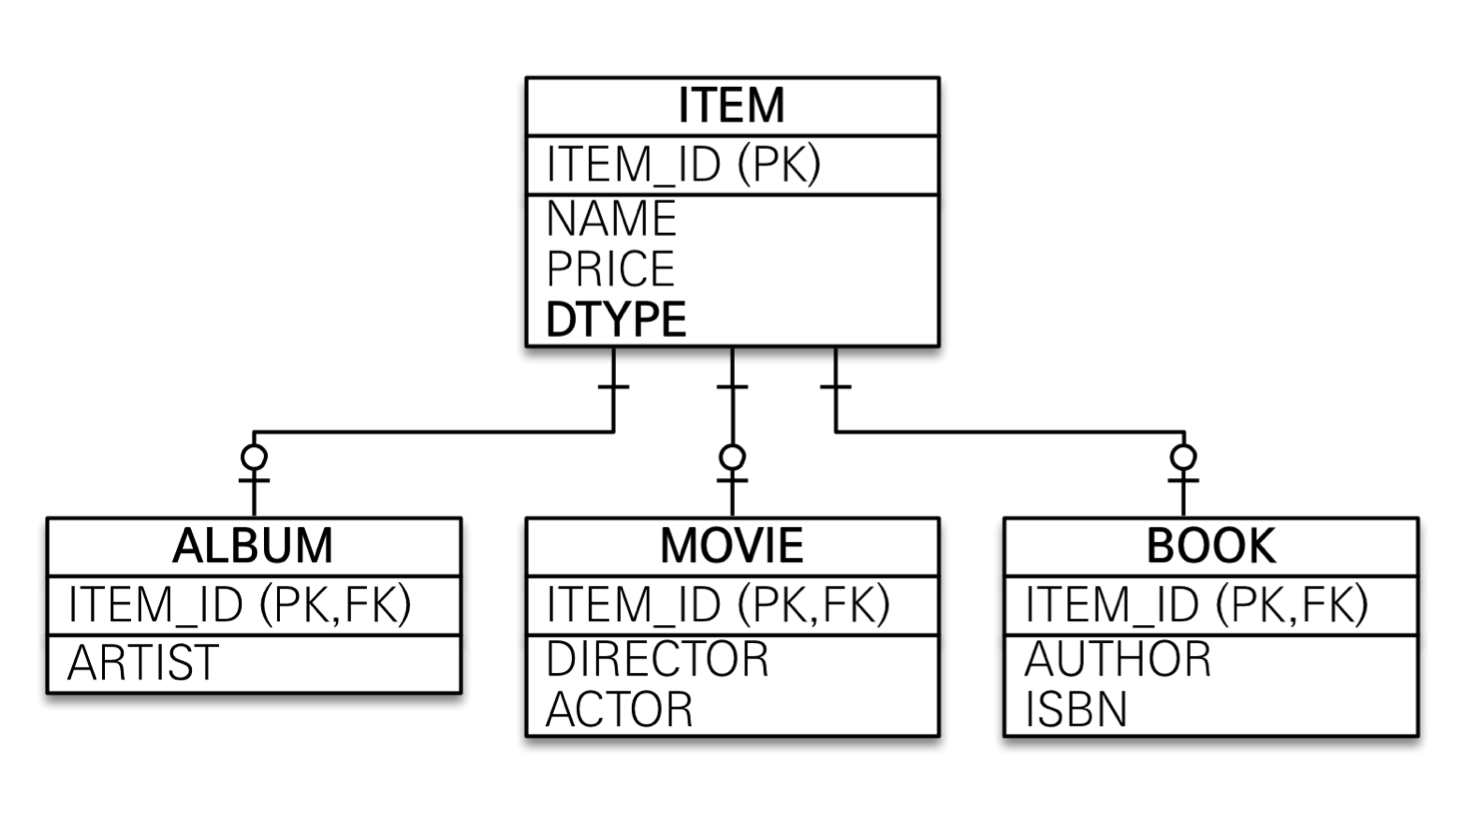 ITEM
ITEM_ID (PK)
NAME
PRICE
DTYPE
ALBUM
ITEM_ID (PK,FK)
ARTIST
MOVIE
ITEM_ID (PK,FK)
DIRECTOR
ACTOR
BOOK
ITEM_ID (PK,FK)
AUTHOR
ISBN